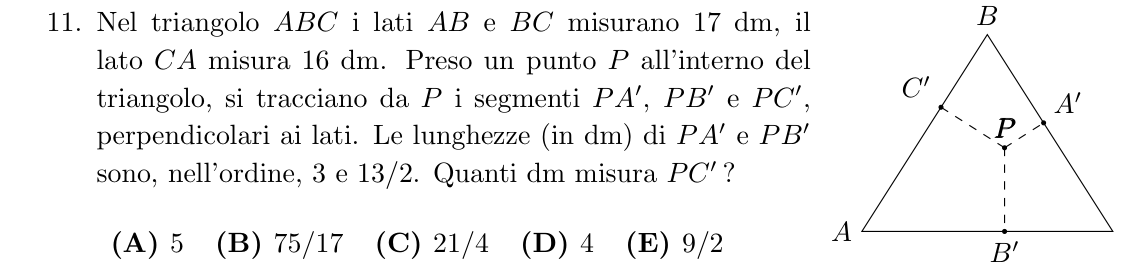 11. Nel triangolo ABC i lati AB e BC misurano 17 dm, il
lato CA misura 16 dm. Preso un punto P all'interno del
triangolo, si tracciano da P i segmenti PA′, PB′ e PC′,
perpendicolari ai lati. Le lunghezze (in dm) di PA′ e PB′
sono, nell'ordine, 3 e 13/2. Quanti dm misura PC′?
(A) 5 (B) 75/17 (C) 21/4 (D) 4 (E) 9/2
B
C′
A′
P
A
B′